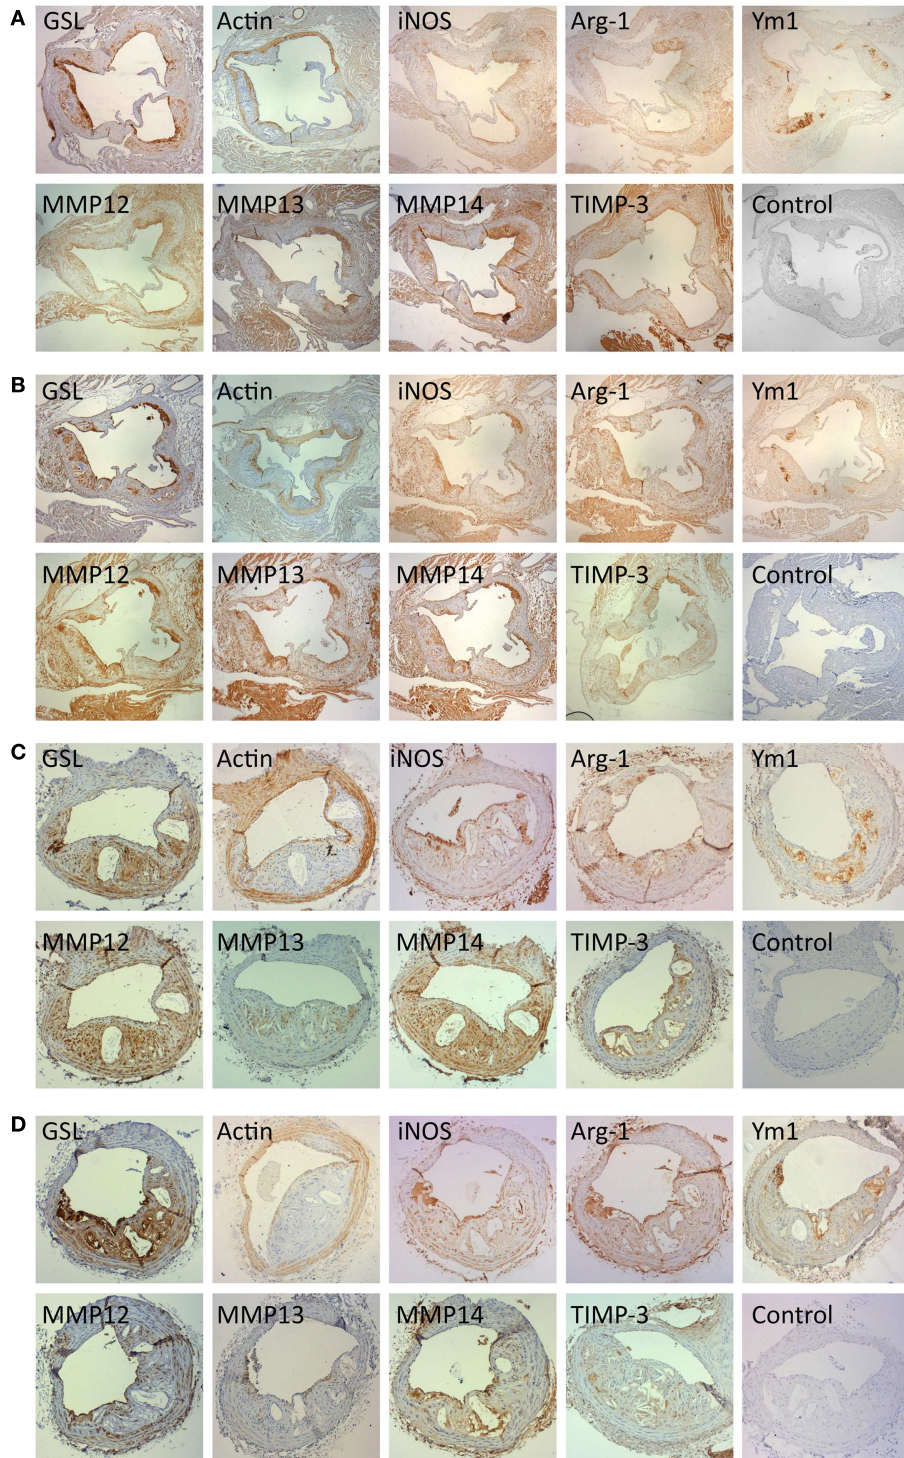 A
GSL Actin iNOS Arg-1 Ym1
MMP12 MMP13 MMP14 TIMP-3 Control
B
GSL Actin iNOS Arg-1 Ym1
MMP12 MMP13 MMP14 TIMP-3 Control
C
GSL Actin iNOS Arg-1 Ym1
MMP12 MMP13 MMP14 TIMP-3 Control
D
GSL Actin iNOS Arg-1 Ym1
MMP12 MMP13 MMP14 TIMP-3 Control